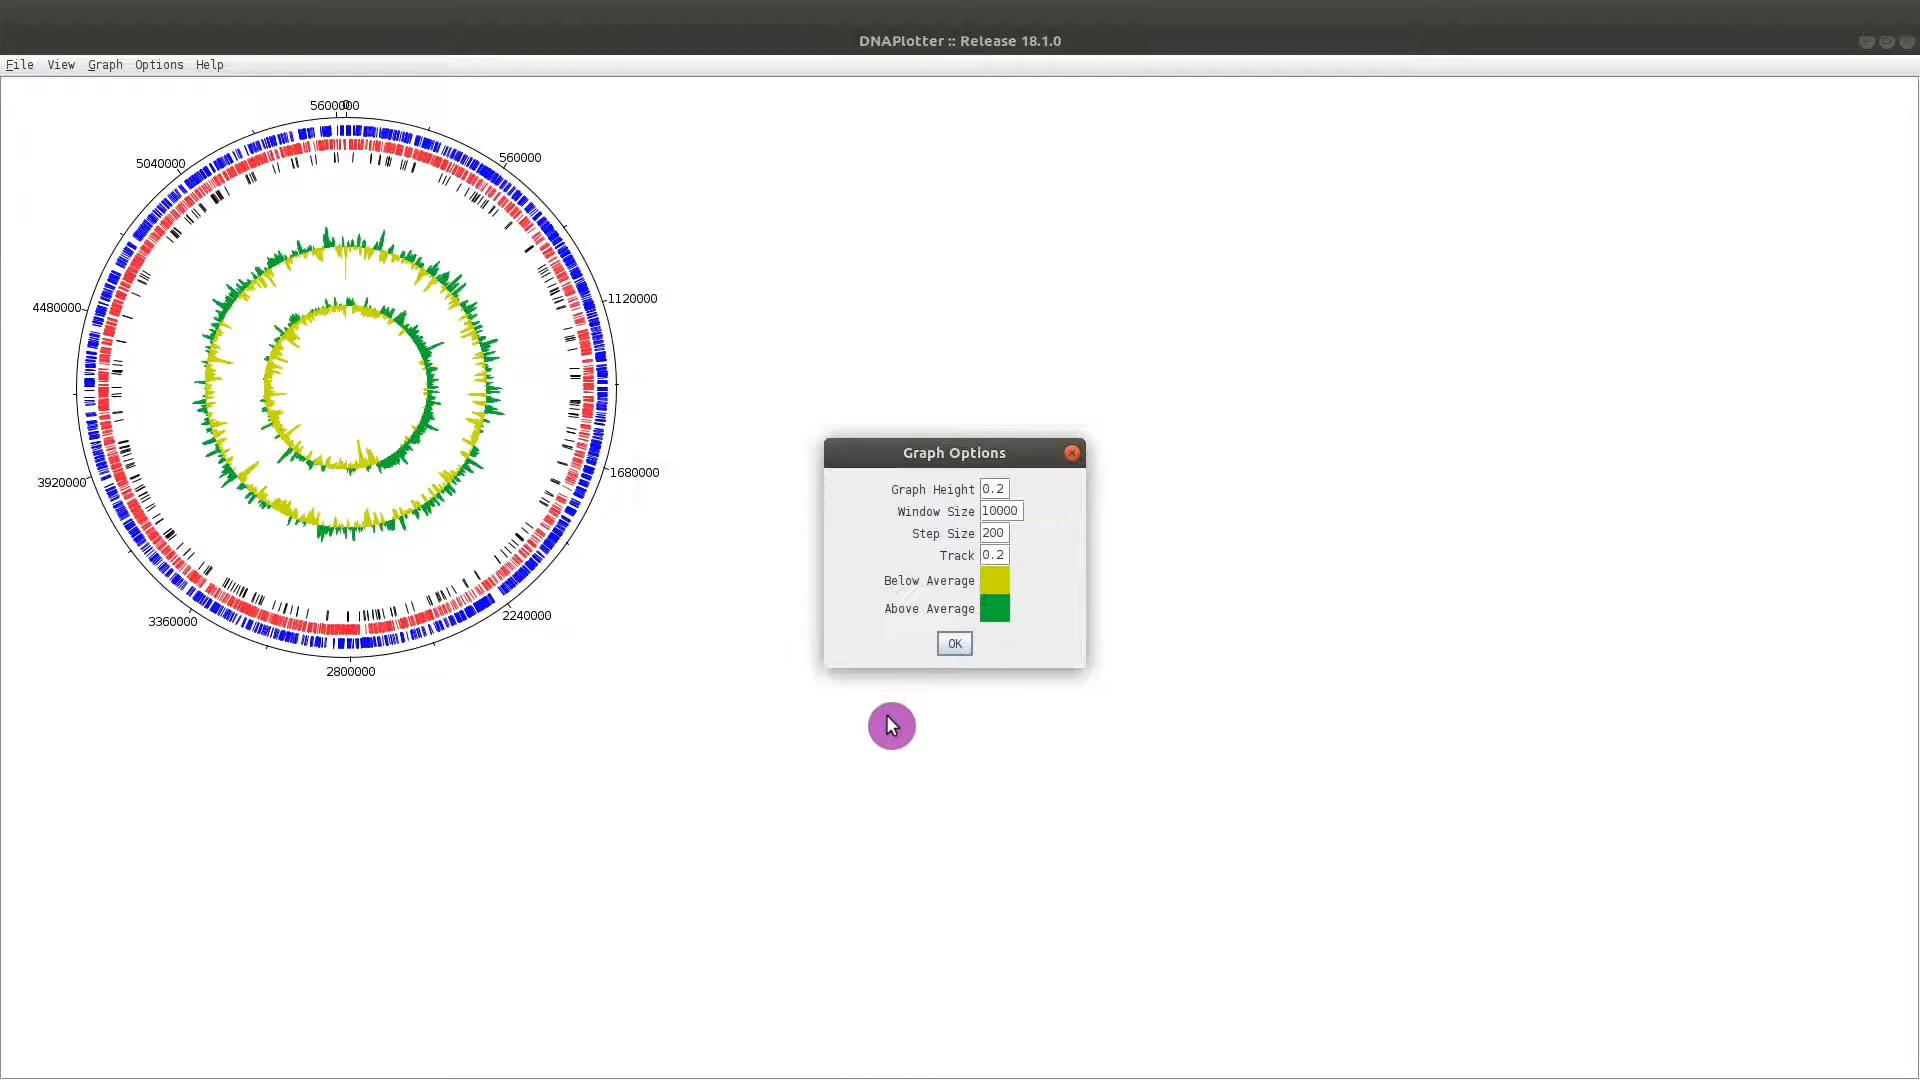 DNAPlotter :: Release 18.1.0
File View Graph Options Help
5600000
0
5040000
560000
4480000
1120000
3920000
1680000
3360000
2240000
2800000
Graph Options
Graph Height 0.2
Window Size 10000
Step Size 200
Track 0.2
Below Average
Above Average
OK